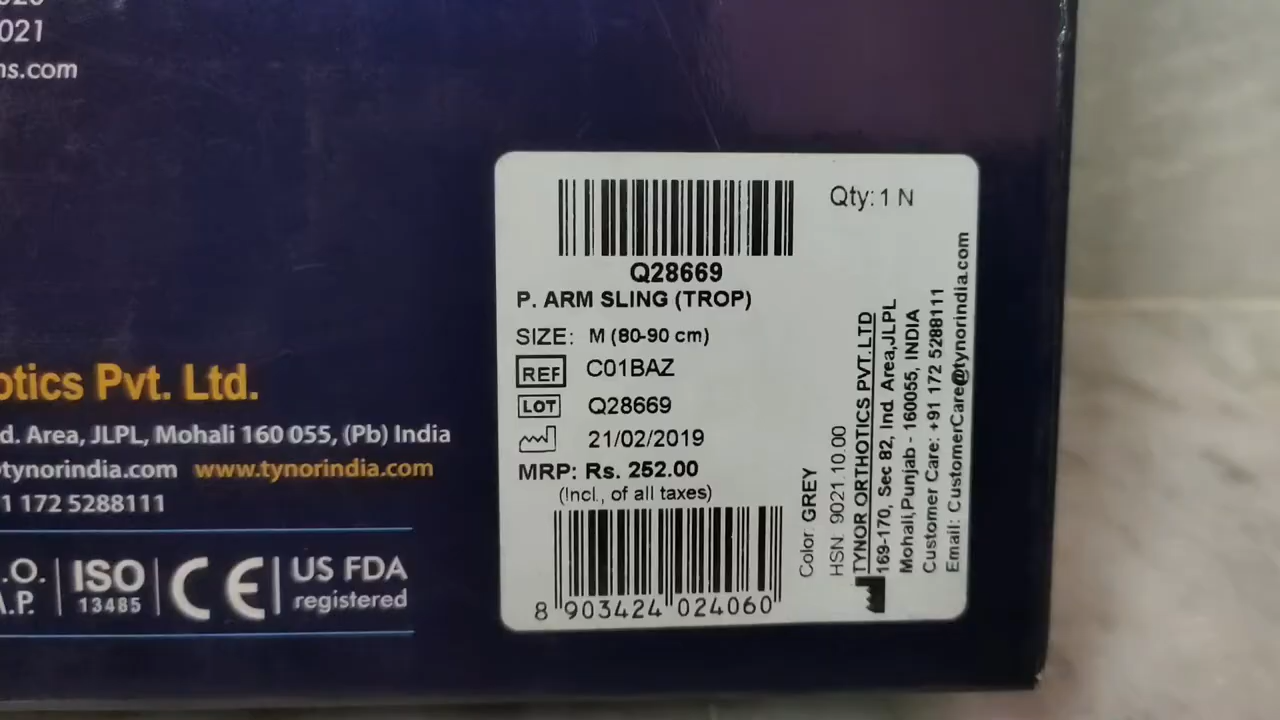 021
ns.com
otics Pvt. Ltd.
d. Area, JLPL, Mohali 160 055, (Pb) India
tynorindia.com www.tynorindia.com
1 172 5288111
.O.
A.P.
ISO
13485
CE
US FDA
registered
Qty: 1 N
Q28669
P. ARM SLING (TROP)
SIZE: M (80-90 cm)
REF C01BAZ
LOT Q28669
21/02/2019
MRP: Rs. 252.00
(Incl., of all taxes)
8 903424 024060
Color GREY
HSN. 9021.10.00
TYNOR ORTHOTICS PVT.LTD
169-170, Sec 82, Ind. Area,JLPL
Mohali,Punjab - 160055, INDIA
Customer Care: +91 172 5288111
Email: CustomerCare@tynorindia.com